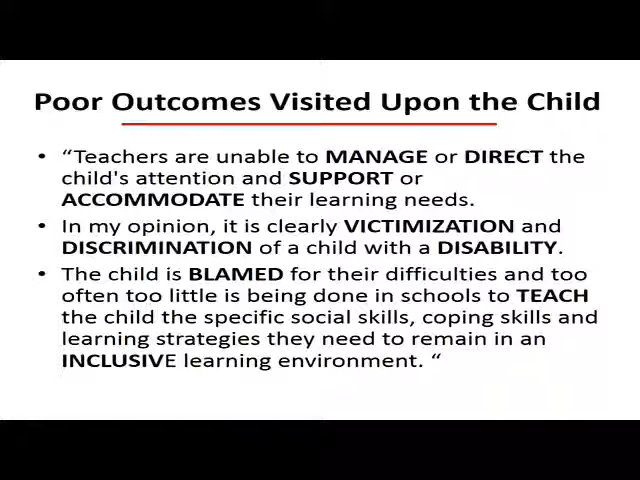 Poor Outcomes Visited Upon the Child
• “Teachers are unable to MANAGE or DIRECT the
child's attention and SUPPORT or
ACCOMMODATE their learning needs.
• In my opinion, it is clearly VICTIMIZATION and
DISCRIMINATION of a child with a DISABILITY.
• The child is BLAMED for their difficulties and too
often too little is being done in schools to TEACH
the child the specific social skills, coping skills and
learning strategies they need to remain in an
INCLUSIVE learning environment. “